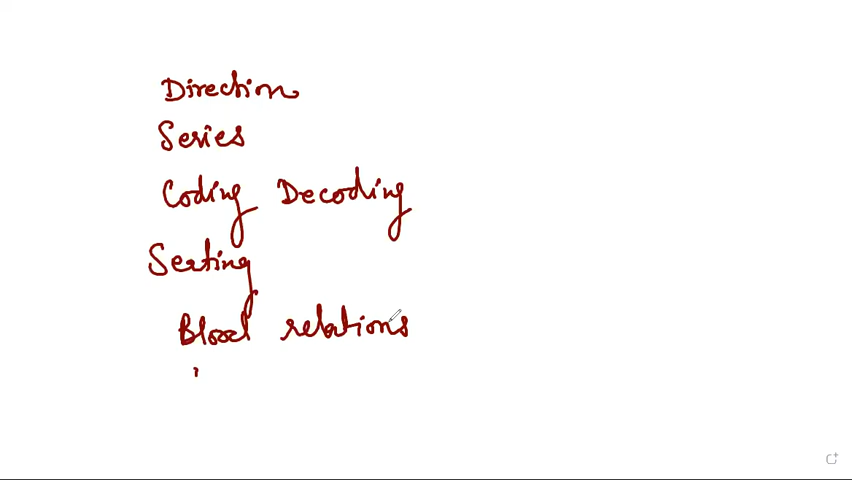 Direction
Series
Coding Decoding
Seating
Blood relations